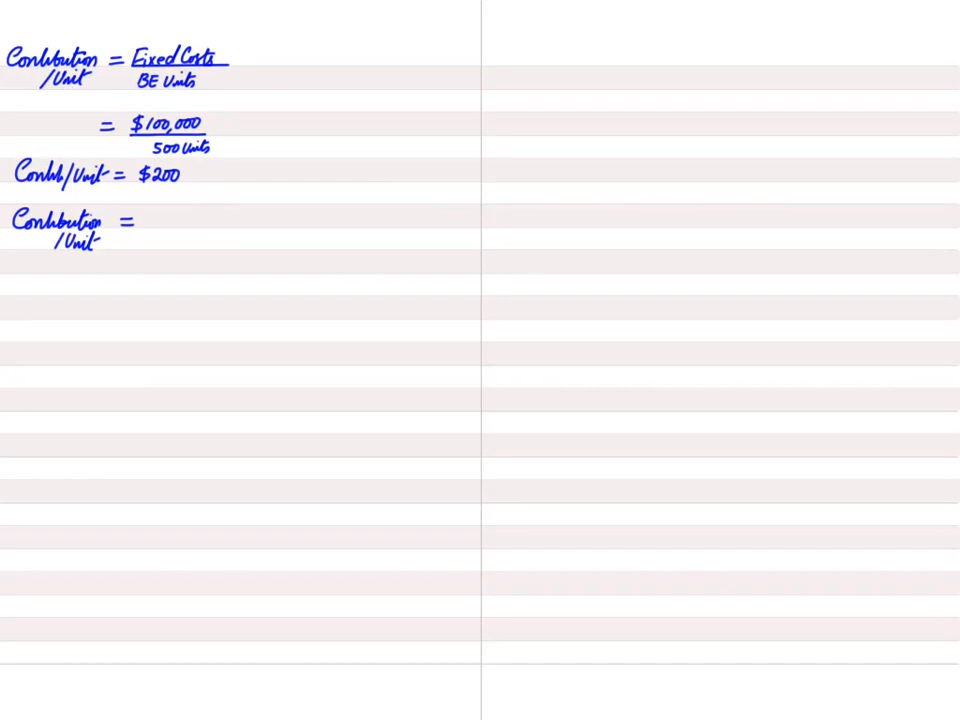 Contribution = Fixed Costs
/Unit BE Units
= $100,000
500 Units
Contrib/Unit = $200
Contribution =
/Unit